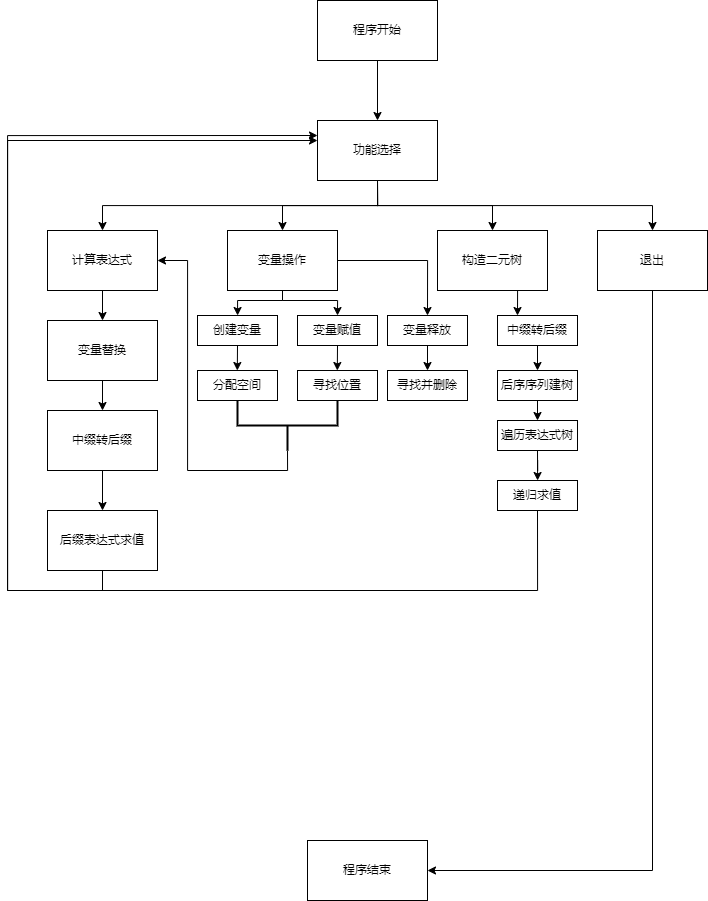 程序开始
功能选择
计算表达式
变量操作
构造二元树
退出
创建变量
变量赋值
变量释放
中缀转后缀
变量替换
分配空间
寻找位置
寻找并删除
后序序列建树
中缀转后缀
遍历表达式树
递归求值
后缀表达式求值
程序结束